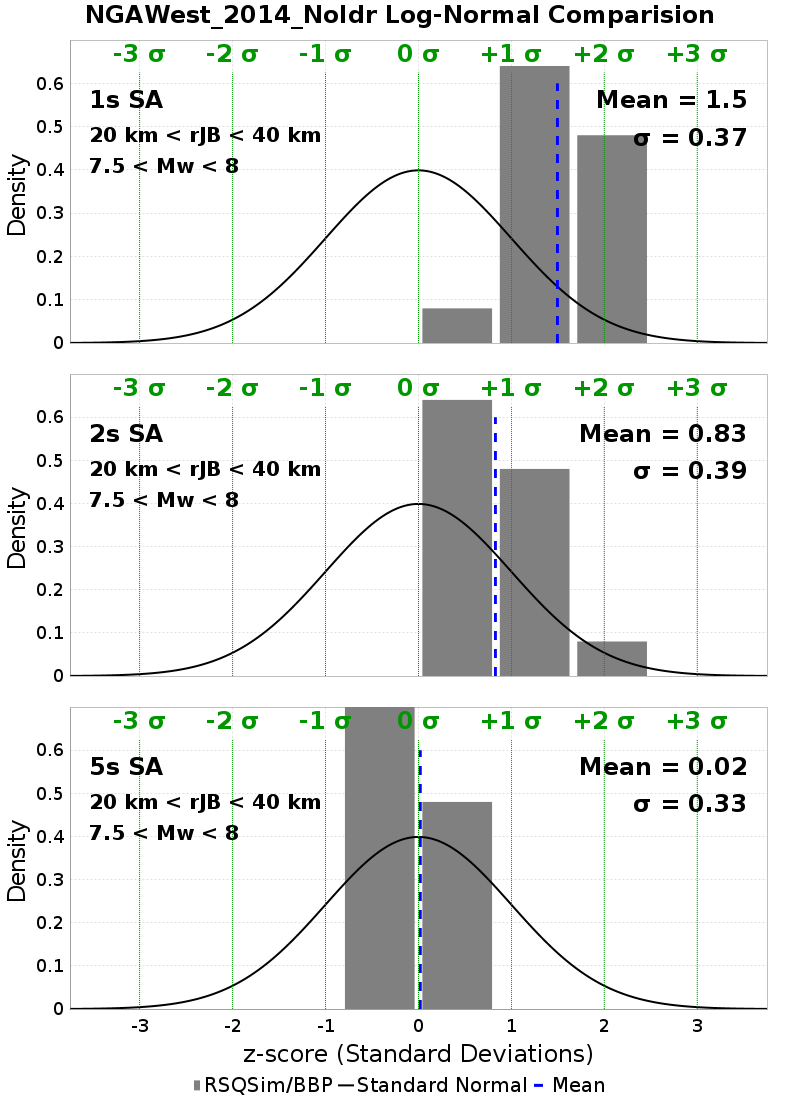 NGAWest_2014_NoIdr Log-Normal Comparision
-3 σ -2 σ -1 σ 0 σ +1 σ +2 σ +3 σ
1s SA
Mean = 1.5
20 km < rJB < 40 km
σ = 0.37
7.5 < Mw < 8
Density
0.6
0.5
0.4
0.3
0.2
0.1
0
-3 σ -2 σ -1 σ 0 σ +1 σ +2 σ +3 σ
2s SA
Mean = 0.83
20 km < rJB < 40 km
σ = 0.39
7.5 < Mw < 8
Density
0.6
0.5
0.4
0.3
0.2
0.1
0
-3 σ -2 σ -1 σ 0 σ +1 σ +2 σ +3 σ
5s SA
Mean = 0.02
20 km < rJB < 40 km
σ = 0.33
7.5 < Mw < 8
Density
0.6
0.5
0.4
0.3
0.2
0.1
0
-3 -2 -1 0 1 2 3
z-score (Standard Deviations)
RSQSim/BBP Standard Normal Mean